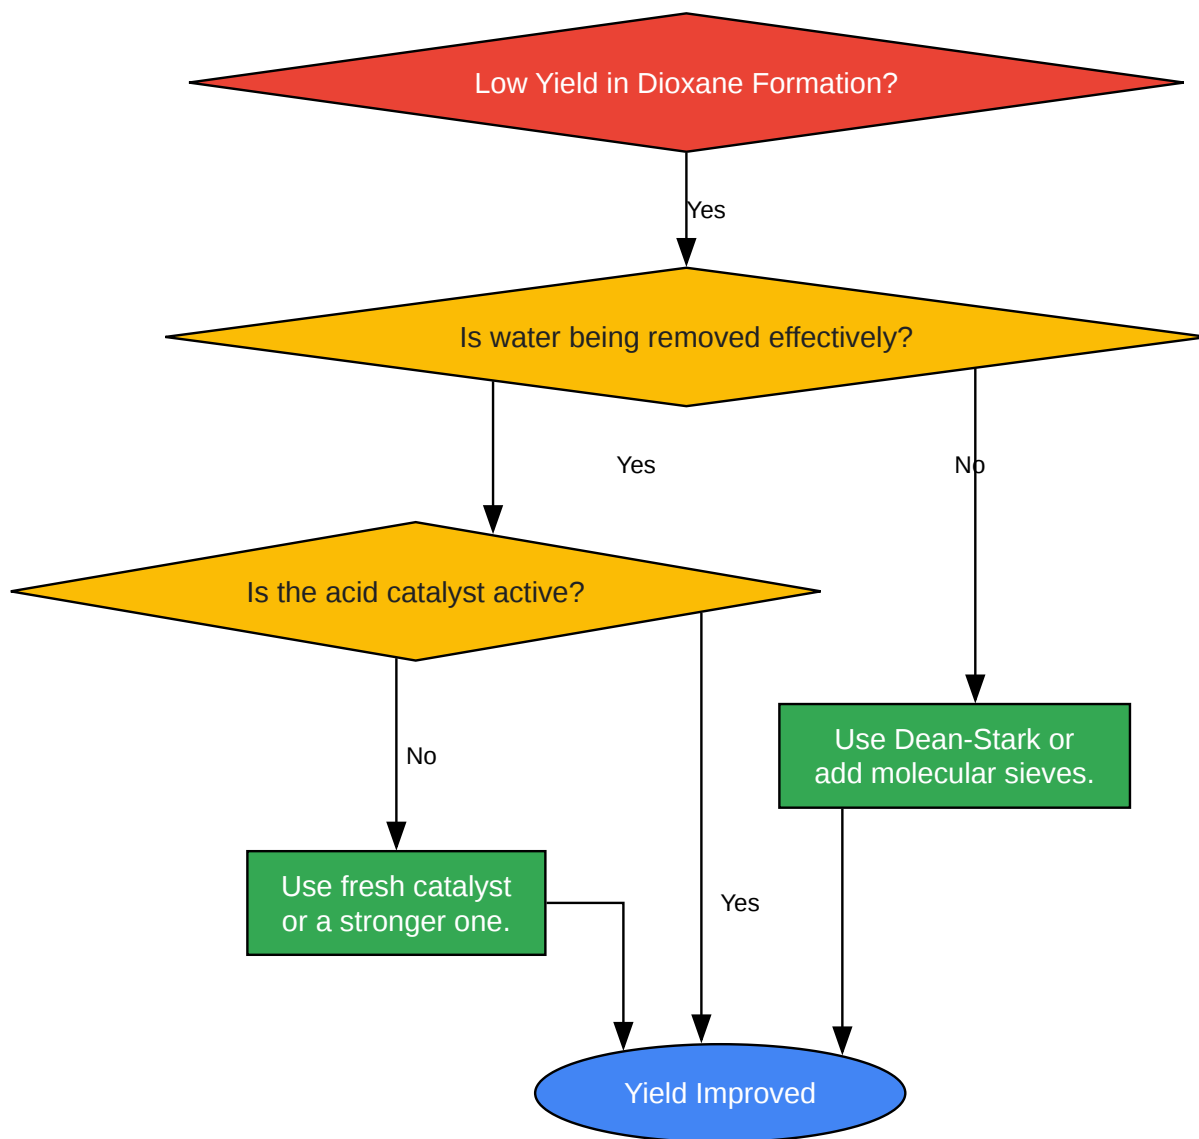 Low Yield in Dioxane Formation?
Yes
Is water being removed effectively?
Yes
No
Is the acid catalyst active?
Use Dean-Stark or
add molecular sieves.
No
Use fresh catalyst
or a stronger one.
Yes
Yield Improved